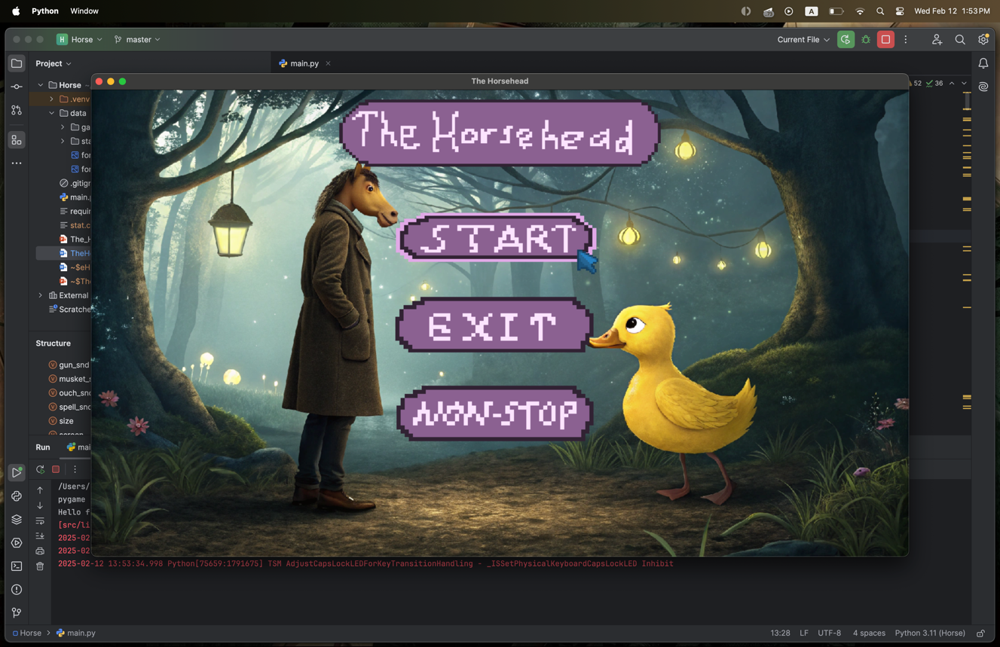 Python Window
A
Wed Feb 12 1:53 PM
H Horse
master
Current File
Project
main.py
The Horsehead
52 36
Horse ~
.venv
data
ga
sta
for
for
.gitigr
main.p
requir
stat.c
The_H
TheH
~$eH
~$The
External
Scratche
The Horsehead
START
EXIT
NON-STOP
Structure
gun_snd
musket_s
ouch_snd
spell_snd
size
screen
Run mai
/Users/
pygame
Hello f
[src/li
2025-02
2025-02
2025-02-12 13:53:34.998 Python[75659:1791675] TSM AdjustCapsLockLEDForKeyTransitionHandling - _ISSetPhysicalKeyboardCapsLockLED Inhibit
Horse > main.py
13:28 LF UTF-8 4 spaces Python 3.11 (Horse)